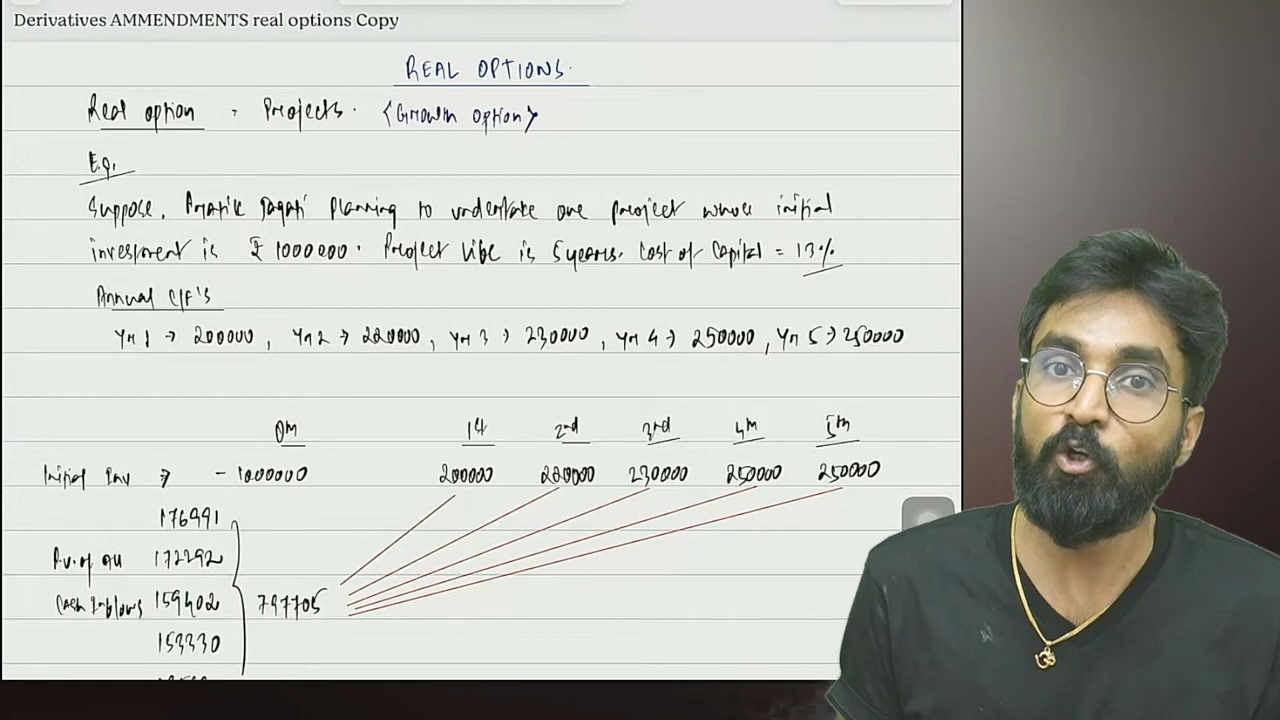 Derivatives AMMENDMENTS real options Copy
REAL OPTIONS.
Real option = Projects. <Growth option>
E.g.
Suppose, Pratik Jagati Planning to undertake one project whose initial
investment is ₹ 1000000. Project life is 5 years. Cost of Capital = 13%
Annual C/F's
Yr 1 → 200000, Yr 2 → 220000, Yr 3 → 230000, Yr 4 → 250000, Yr 5 → 250000
0th 1st 2nd 3rd 4th 5th
Initial Inv ⇒ - 1000000 200000 220000 230000 250000 250000
176991
P.V. of all 172292
Cash Inflows 159402 797705
153330